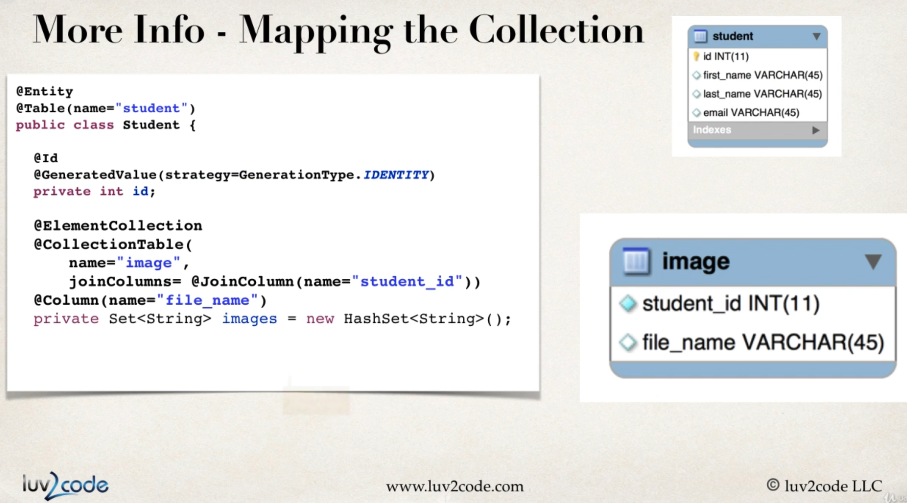 More Info - Mapping the Collection
@Entity
@Table(name="student")
public class Student {
@Id
@GeneratedValue(strategy=GenerationType.IDENTITY)
private int id;
@ElementCollection
@CollectionTable(
name="image",
joinColumns= @JoinColumn(name="student_id"))
@Column(name="file_name")
private Set<String> images = new HashSet<String>();
student
id INT(11)
first_name VARCHAR(45)
last_name VARCHAR(45)
email VARCHAR(45)
Indexes
image
student_id INT(11)
file_name VARCHAR(45)
luv2code
www.luv2code.com
© luv2code LLC